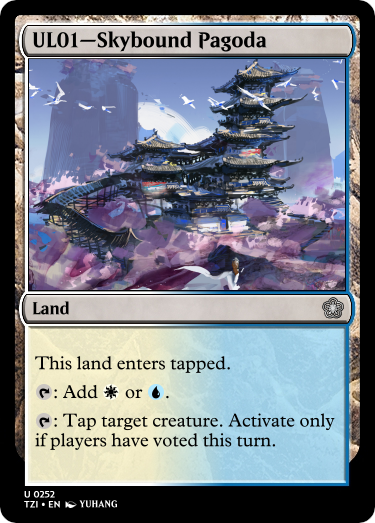 UL01—Skybound Pagoda
Land
This land enters tapped.
: Add or .
: Tap target creature. Activate only
if players have voted this turn.
U 0252
TZI • EN YUHANG